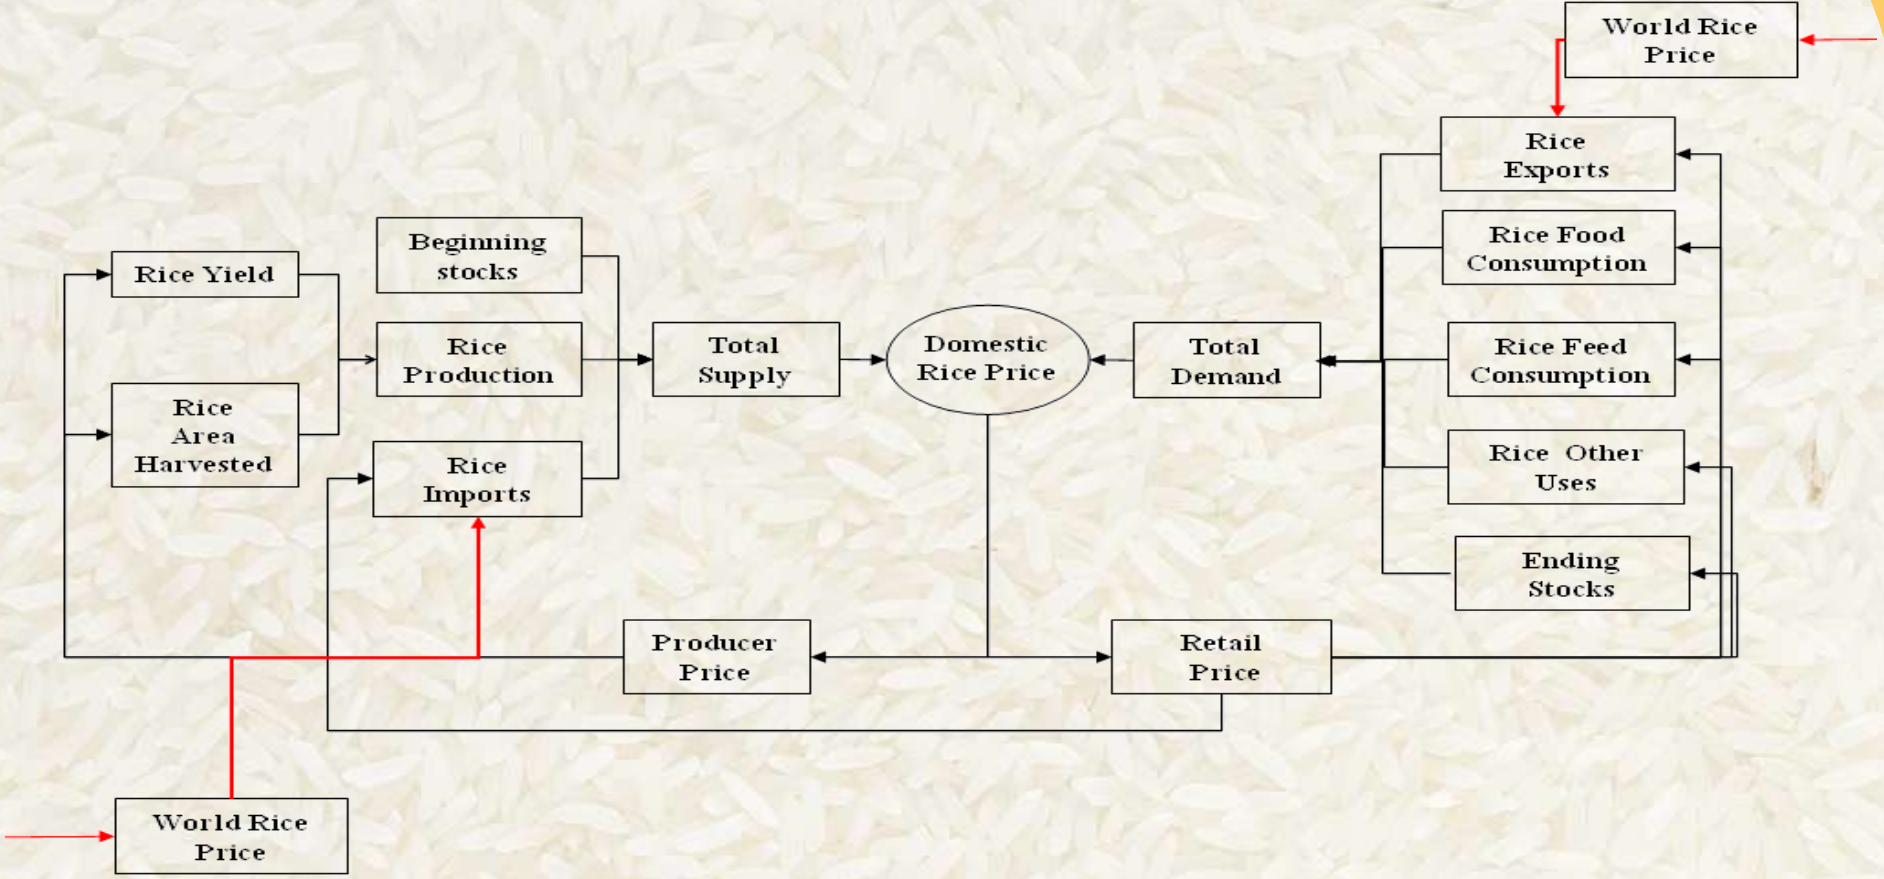 World Rice
Price
Rice
Exports
Beginning
stocks
Rice Food
Consumption
Rice Yield
Rice
Production
Total
Supply
Domestic
Rice Price
Total
Demand
Rice Feed
Consumption
Rice
Area
Harvested
Rice
Imports
Rice Other
Uses
Ending
Stocks
Producer
Price
Retail
Price
World Rice
Price